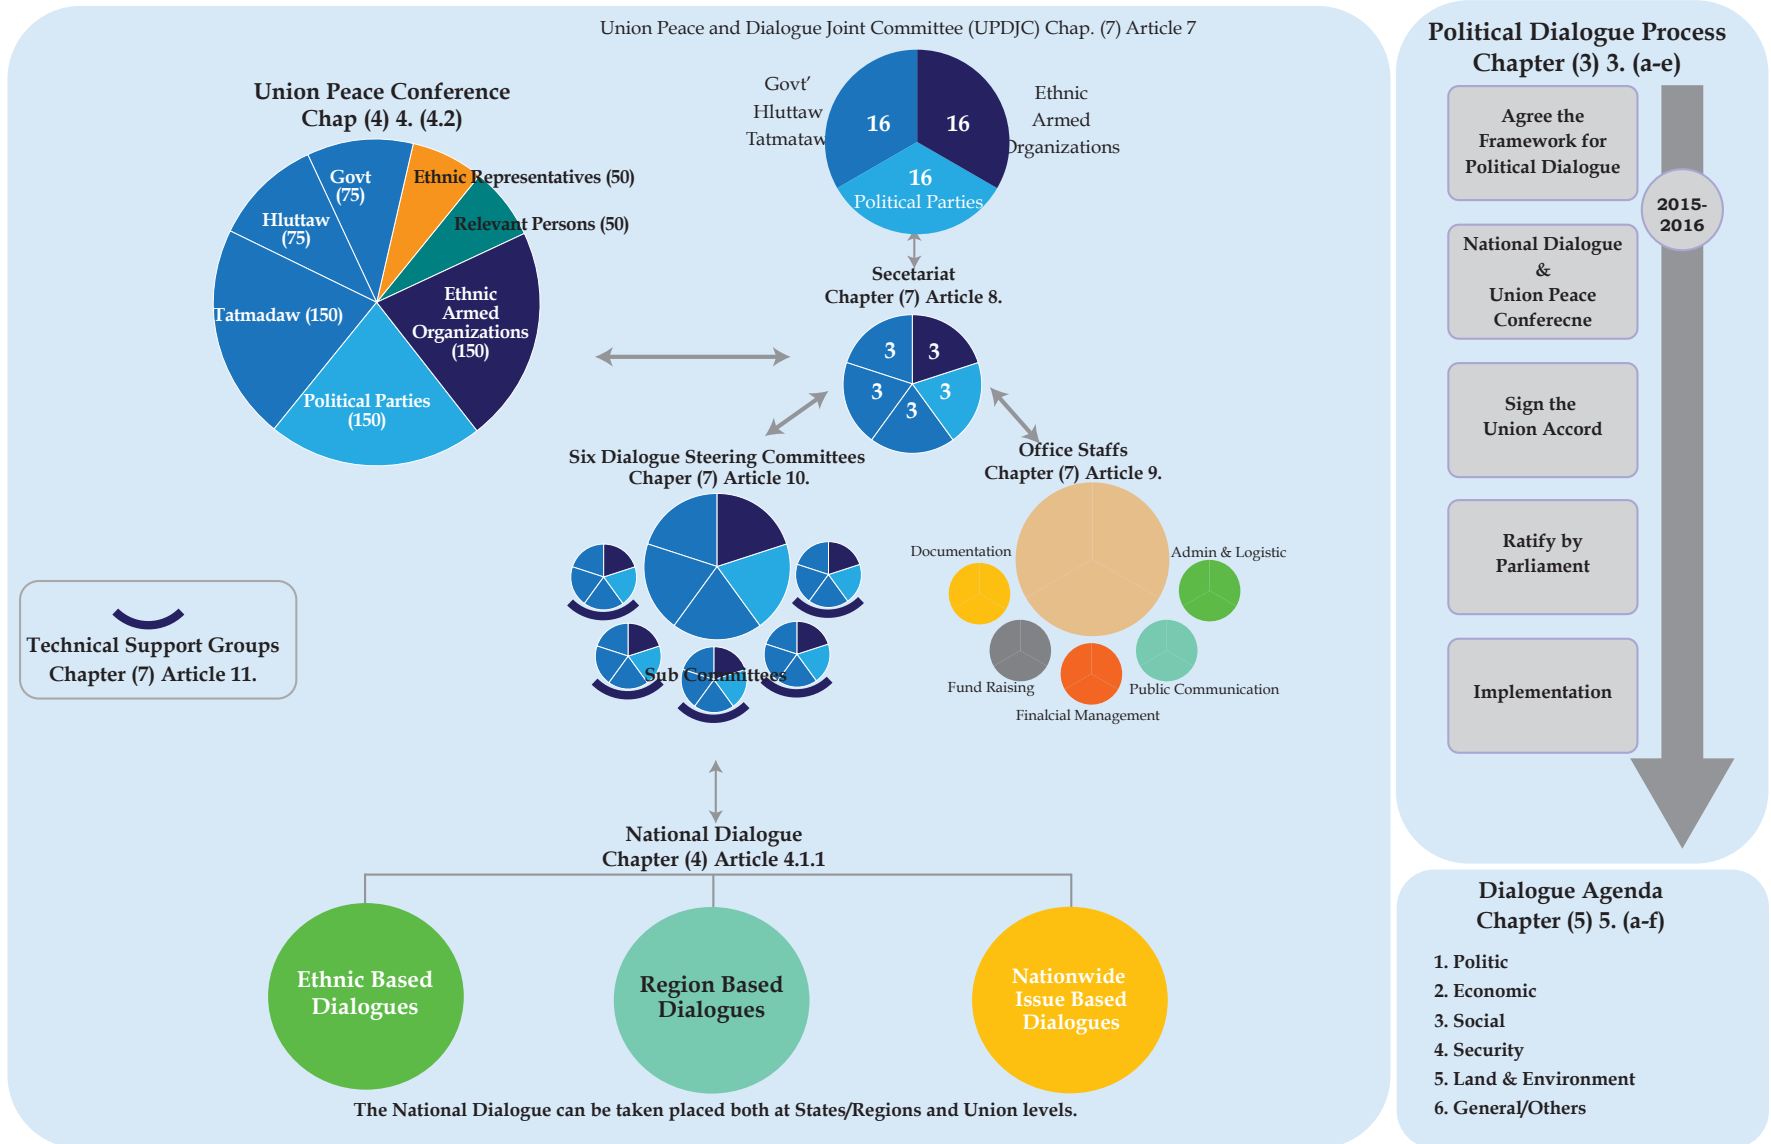 Union Peace and Dialogue Joint Committee (UPDJC) Chap. (7) Article 7
Govt'
Hluttaw
Tatmataw
16
16
Ethnic
Armed
Organizations
16
Political Parties
Union Peace Conference
Chap (4) 4. (4.2)
Govt
(75)
Ethnic Representatives (50)
Hluttaw
(75)
Relevant Persons (50)
Tatmadaw (150)
Ethnic
Armed
Organizations
(150)
Political Parties
(150)
Secetariat
Chapter (7) Article 8.
3
3
3
3
3
Six Dialogue Steering Committees
Chaper (7) Article 10.
Sub Committees
Office Staffs
Chapter (7) Article 9.
Documentation
Admin & Logistic
Fund Raising
Public Communication
Finalcial Management
Technical Support Groups
Chapter (7) Article 11.
National Dialogue
Chapter (4) Article 4.1.1
Ethnic Based
Dialogues
Region Based
Dialogues
Nationwide
Issue Based
Dialogues
The National Dialogue can be taken placed both at States/Regions and Union levels.
Political Dialogue Process
Chapter (3) 3. (a-e)
Agree the
Framework for
Political Dialogue
2015-
2016
National Dialogue
&
Union Peace
Conferecne
Sign the
Union Accord
Ratify by
Parliament
Implementation
Dialogue Agenda
Chapter (5) 5. (a-f)
1. Politic
2. Economic
3. Social
4. Security
5. Land & Environment
6. General/Others